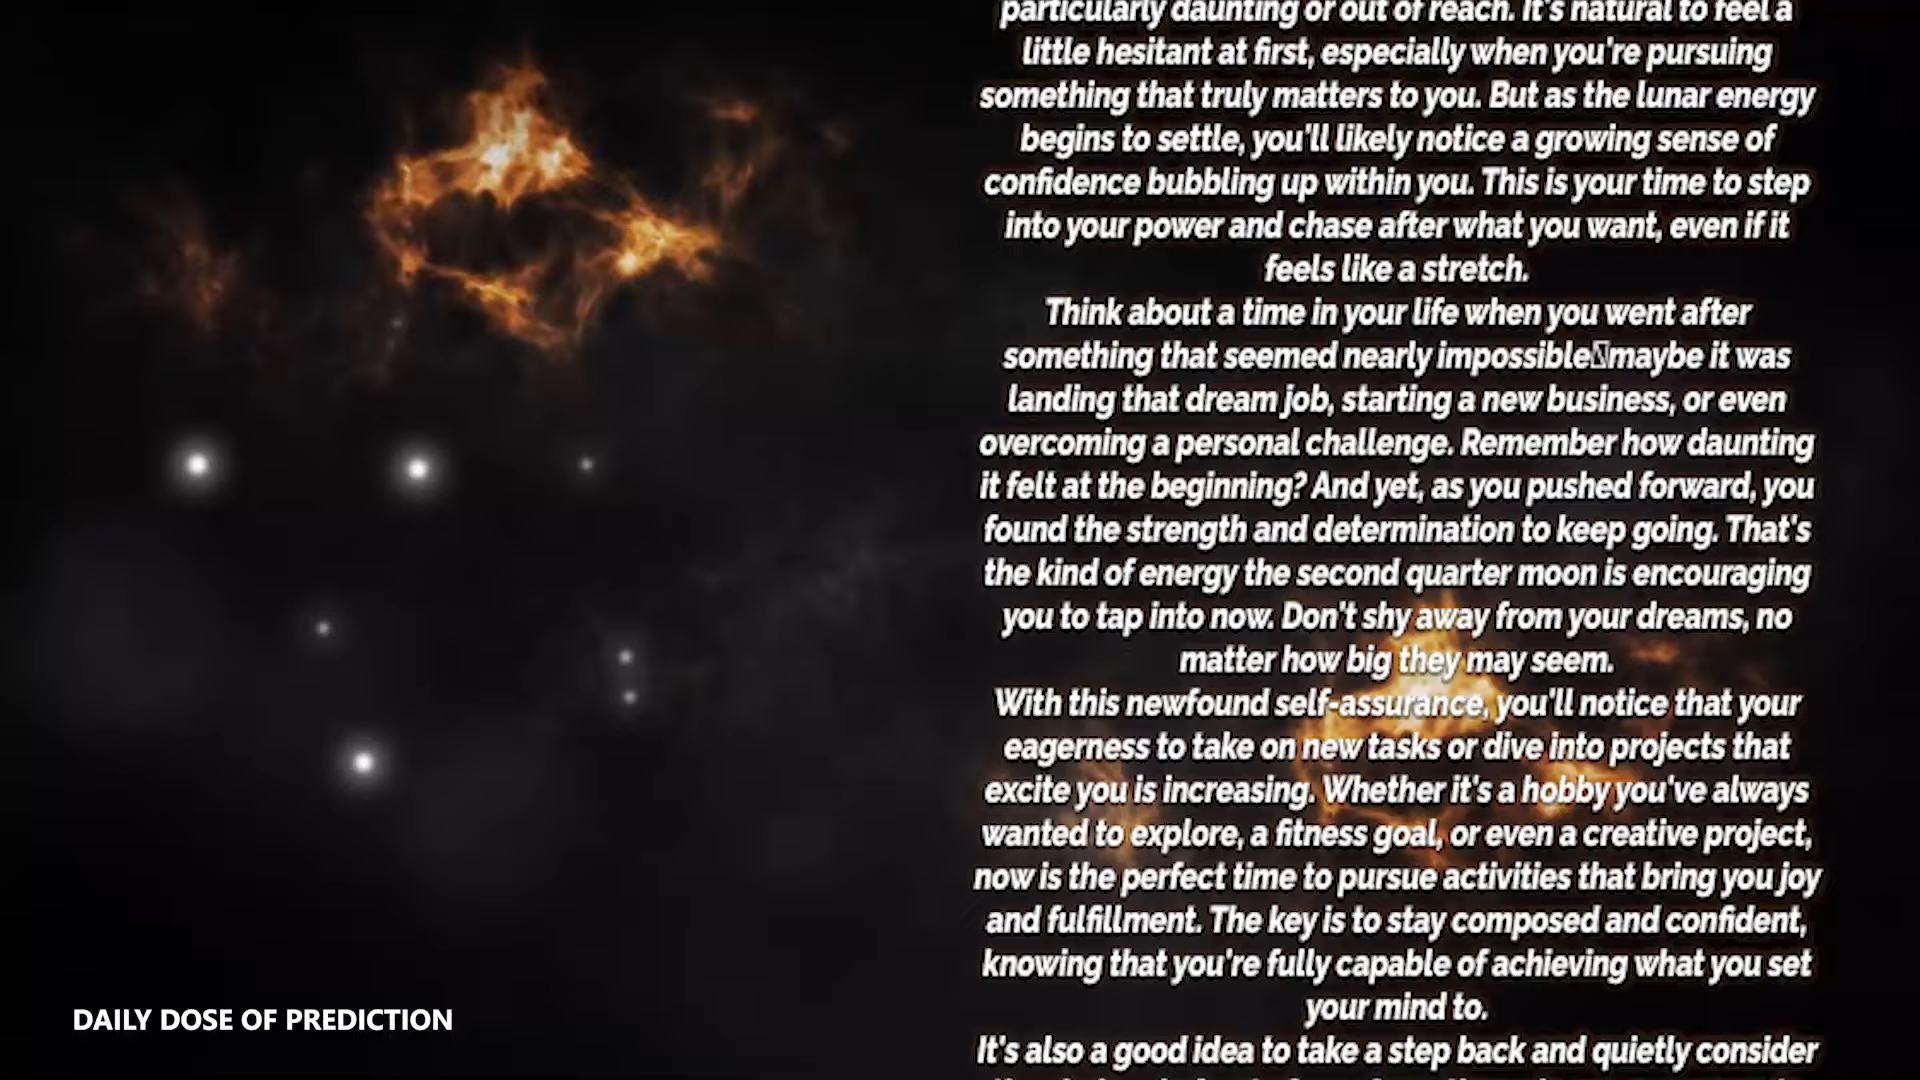 particularly daunting or out of reach. It's natural to feel a
little hesitant at first, especially when you're pursuing
something that truly matters to you. But as the lunar energy
begins to settle, you'll likely notice a growing sense of
confidence bubbling up within you. This is your time to step
into your power and chase after what you want, even if it
feels like a stretch.
Think about a time in your life when you went after
something that seemed nearly impossible▯maybe it was
landing that dream job, starting a new business, or even
overcoming a personal challenge. Remember how daunting
it felt at the beginning? And yet, as you pushed forward, you
found the strength and determination to keep going. That's
the kind of energy the second quarter moon is encouraging
you to tap into now. Don't shy away from your dreams, no
matter how big they may seem.
With this newfound self-assurance, you'll notice that your
eagerness to take on new tasks or dive into projects that
excite you is increasing. Whether it's a hobby you've always
wanted to explore, a fitness goal, or even a creative project,
now is the perfect time to pursue activities that bring you joy
and fulfillment. The key is to stay composed and confident,
knowing that you're fully capable of achieving what you set
your mind to.
It's also a good idea to take a step back and quietly consider
DAILY DOSE OF PREDICTION